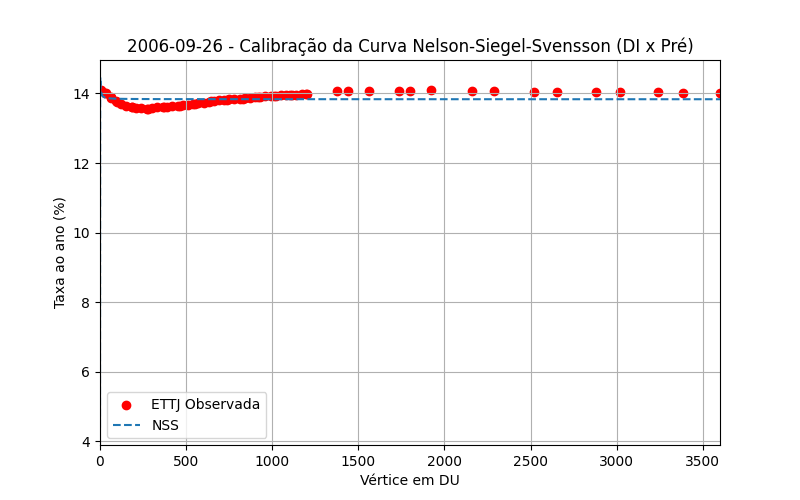 2006-09-26 - Calibração da Curva Nelson-Siegel-Svensson (DI x Pré)
Taxa ao ano (%)
14
12
10
8
6
4
ETTJ Observada
NSS
0 500 1000 1500 2000 2500 3000 3500
Vértice em DU